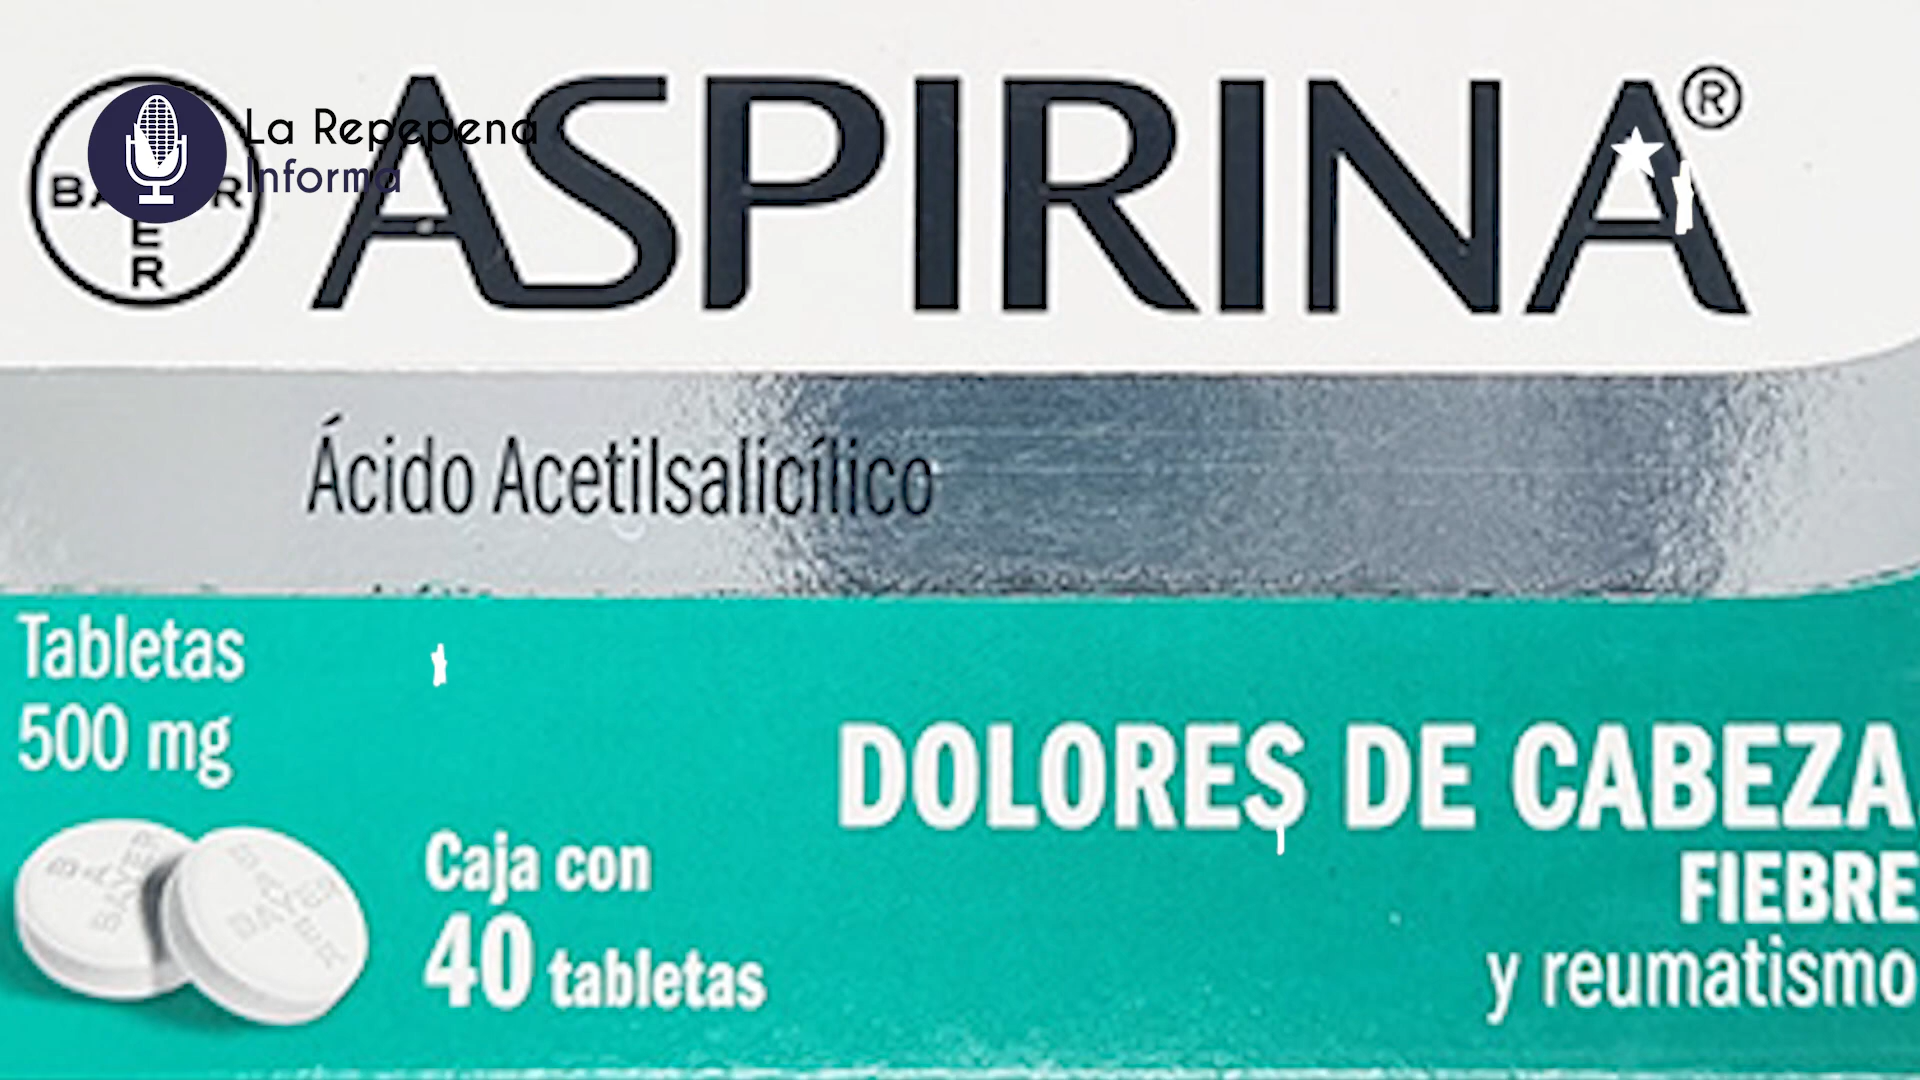 La Repepena
Informa
ASPIRINA®
Ácido Acetilsalicílico
Tabletas
500 mg
Caja con
40 tabletas
DOLORES DE CABEZA
FIEBRE
y reumatismo
BAYER
BAYER